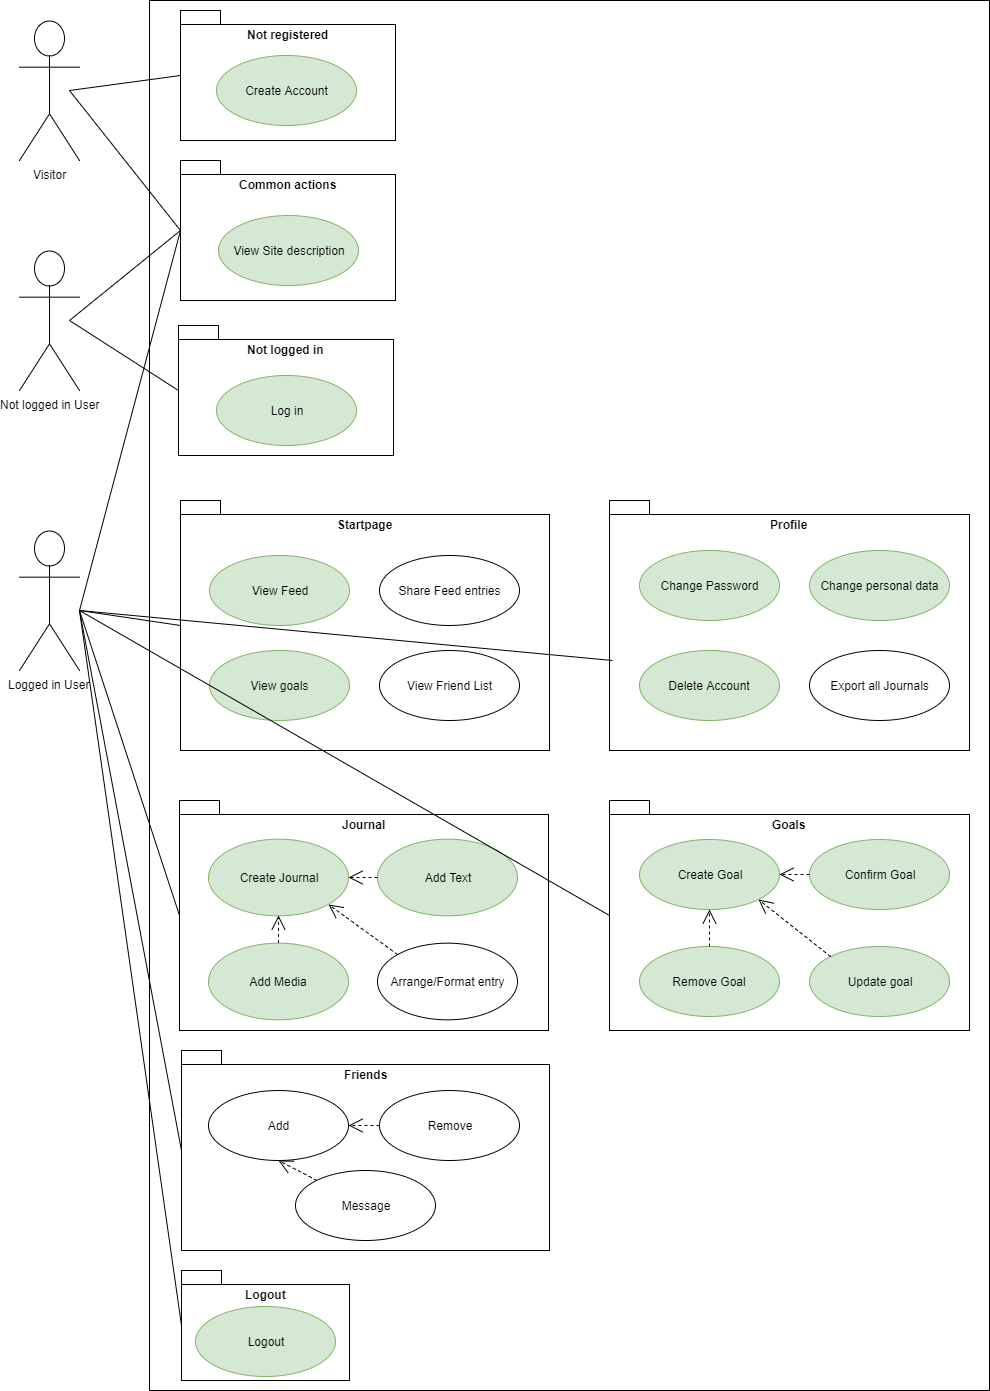 Not registered
Create Account
Visitor
Common actions
View Site description
Not logged in
Not logged in User
Log in
Startpage
Profile
View Feed
Share Feed entries
Change Password
Change personal data
Logged in User
View goals
View Friend List
Delete Account
Export all Journals
Journal
Goals
Create Journal
Add Text
Create Goal
Confirm Goal
Add Media
Arrange/Format entry
Remove Goal
Update goal
Friends
Add
Remove
Message
Logout
Logout